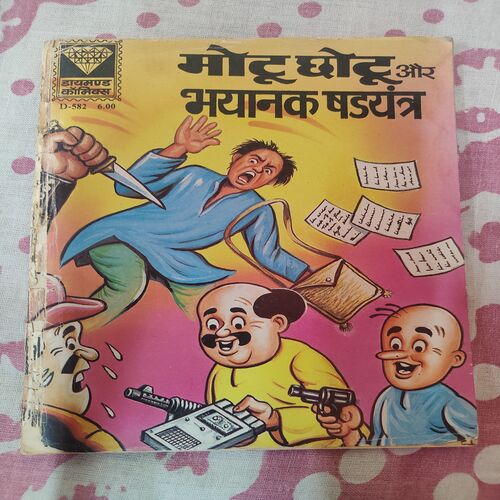 डायमण्ड
कॉमिक्स
D-582 6.00
मोटू छोटू और
भयानक षडयंत्र